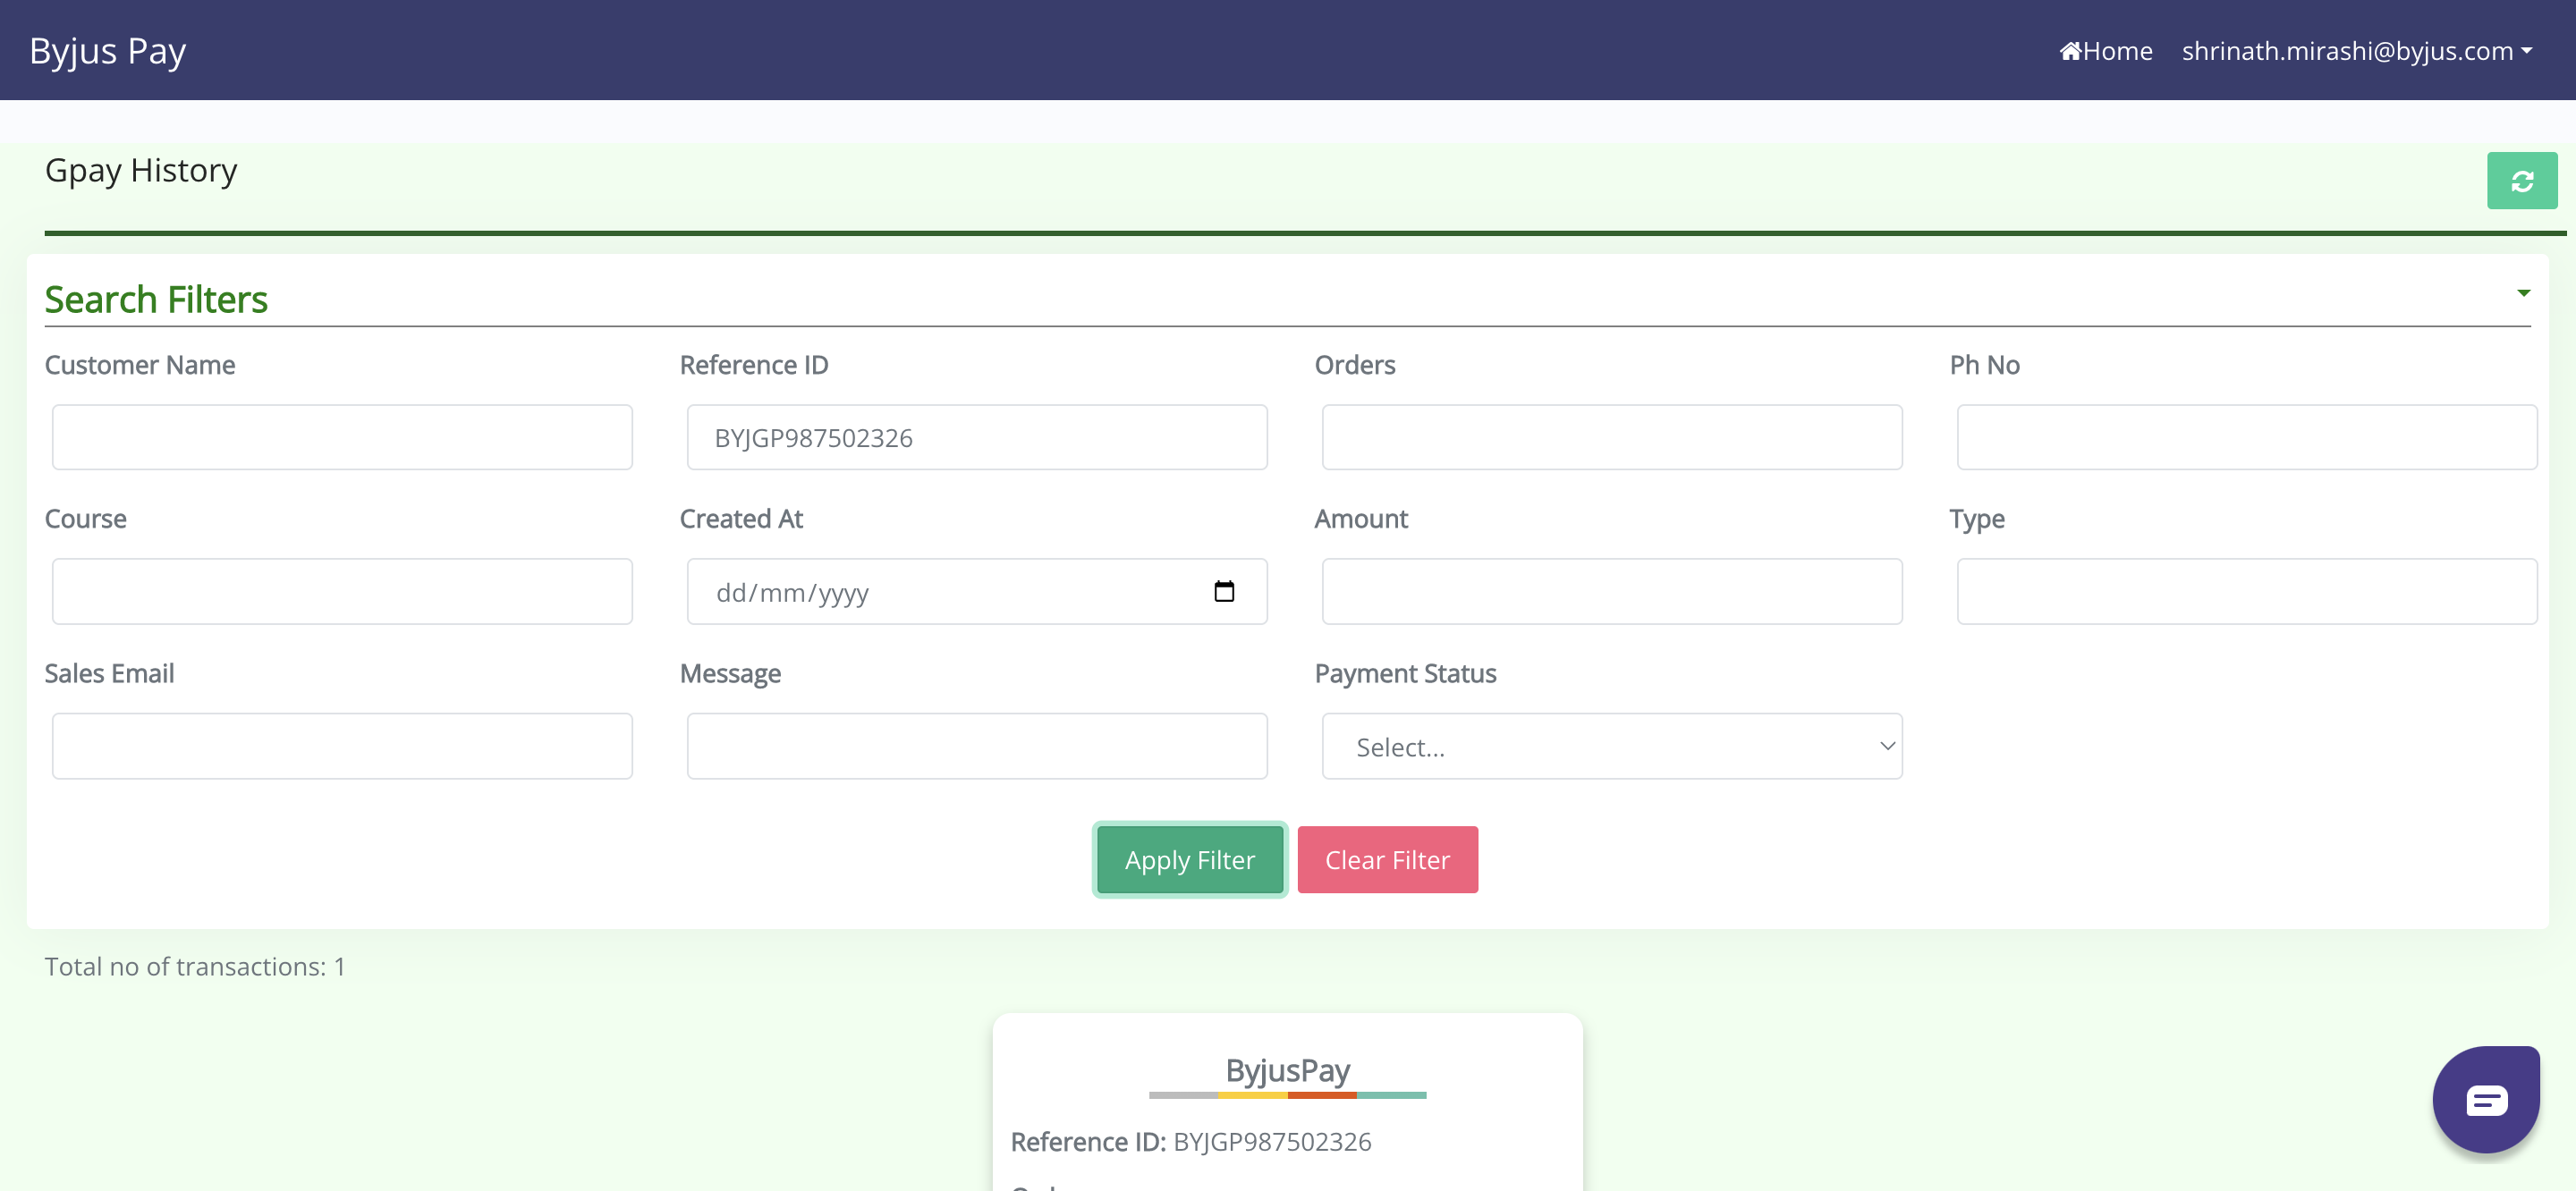 Byjus Pay
Home
shrinath.mirashi@byjus.com
Gpay History
Search Filters
Customer Name
Reference ID
Orders
Ph No
BYJGP987502326
Course
Created At
Amount
Type
dd/mm/yyyy
Sales Email
Message
Payment Status
Select...
Apply Filter
Clear Filter
Total no of transactions: 1
ByjusPay
Reference ID: BYJGP987502326